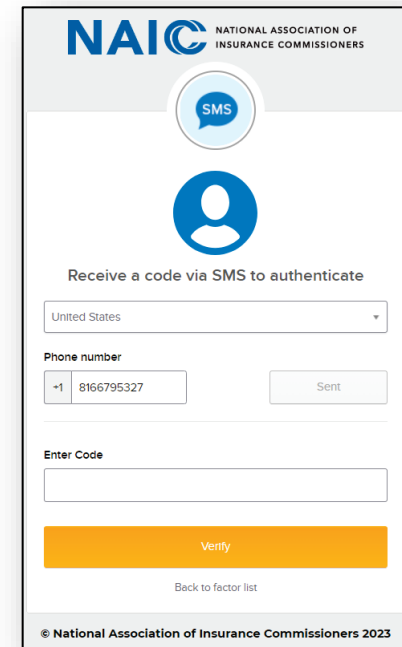 NAIC NATIONAL ASSOCIATION OF
INSURANCE COMMISSIONERS
SMS
Receive a code via SMS to authenticate
United States
Phone number
+1 8166795327 Sent
Enter Code
Verify
Back to factor list
© National Association of Insurance Commissioners 2023